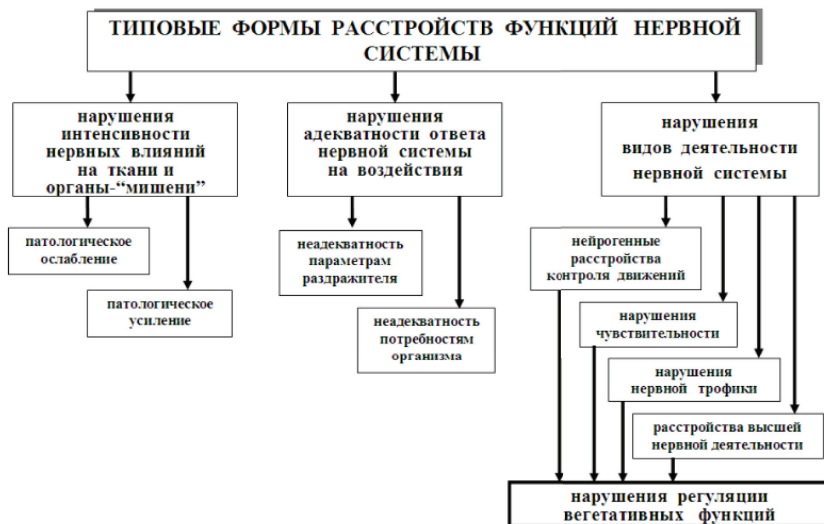 ТИПОВЫЕ ФОРМЫ РАССТРОЙСТВ ФУНКЦИЙ НЕРВНОЙ
СИСТЕМЫ
нарушения
интенсивности
нервных влияний
на ткани и
органы-“мишени”
патологическое
ослабление
патологическое
усиление
нарушения
адекватности ответа
нервной системы
на воздействия
неадекватность
параметрам
раздражителя
неадекватность
потребностям
организма
нарушения
видов деятельности
нервной системы
нейрогенные
расстройства
контроля движений
нарушения
чувствительности
нарушения
нервной трофики
расстройства высшей
нервной деятельности
нарушения регуляции
вегетативных функций